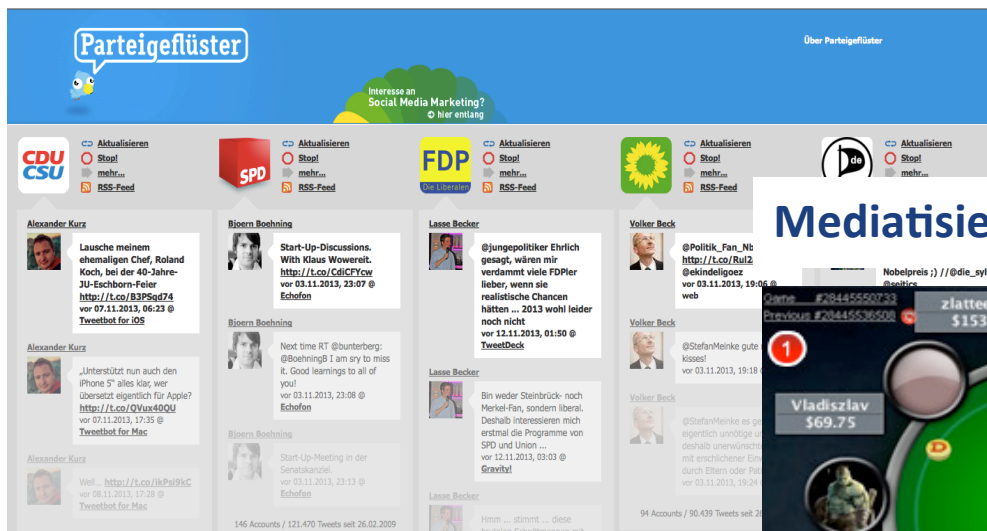 Parteigeflüster
Über Parteigeflüster
Interesse an
Social Media Marketing?
hier entlang
CDU
CSU
Aktualisieren
Stop!
mehr...
RSS-Feed
SPD
Aktualisieren
Stop!
mehr...
RSS-Feed
FDP
Die Liberalen
Aktualisieren
Stop!
mehr...
RSS-Feed
Aktualisieren
Stop!
mehr...
RSS-Feed
de
Aktualisieren
Stop!
mehr...
Alexander Kurz
Lausche meinem
ehemaligen Chef, Roland
Koch, bei der 40-Jahre-
JU-Eschborn-Feier
http://t.co/B3PSqd74
vor 07.11.2013, 06:23 @
Tweetbot for iOS
Alexander Kurz
„Unterstützt nun auch den
iPhone 5" alles klar, wer
übersetzt eigentlich für Apple?
http://t.co/QVux40QU
vor 07.11.2013, 17:35 @
Tweetbot for Mac
Alexander Kurz
Weil... http://t.co/ikPsi9kC
vor 08.11.2013, 17:28 @
Tweetbot for Mac
Bjoern Boehning
Start-Up-Discussions.
With Klaus Wowereit.
http://t.co/CdiCFYcw
vor 03.11.2013, 23:07 @
Echofon
Bjoern Boehning
Next time RT @bunterberg:
@BoehningB I am sry to miss
it. Good learnings to all of
you!
vor 03.11.2013, 23:08 @
Echofon
Bjoern Boehning
Start-Up-Meeting in der
Senatskanzlei.
vor 03.11.2013, 23:13 @
Echofon
146 Accounts / 121.470 Tweets seit 26.02.2009
Lasse Becker
@jungepolitiker Ehrlich
gesagt, wären mir
verdammt viele FDPler
lieber, wenn sie
realistische Chancen
hätten ... 2013 wohl leider
noch nicht
vor 12.11.2013, 01:50 @
TweetDeck
Lasse Becker
Bin weder Steinbrück- noch
Merkel-Fan, sondern liberal.
Deshalb interessieren mich
erstmal die Programme von
SPD und Union ...
vor 12.11.2013, 03:03 @
Gravity!
Lasse Becker
Hmm ... stimmt ... diese
Volker Beck
@Politik_Fan_Nb
http://t.co/Rul2
@ekindeligoez
vor 03.11.2013, 19:06 @
web
Volker Beck
@StefanMeinke gute
kisses!
vor 03.11.2013, 19:18
Volker Beck
@StefanMeinke es ge
eigentlich unnötige u
deshalb unerwünscht
mit erschlichener Einw
durch Eltern oder Pat
vor 03.11.2013, 19:24
94 Accounts / 90.439 Tweets seit 26
Mediatisie
Nobelpreis ;) //@die_syl
@seitics
Game #28445550733
Previous #28445536508
zlattee
$153
1
Vladiszlav
$69.75
D